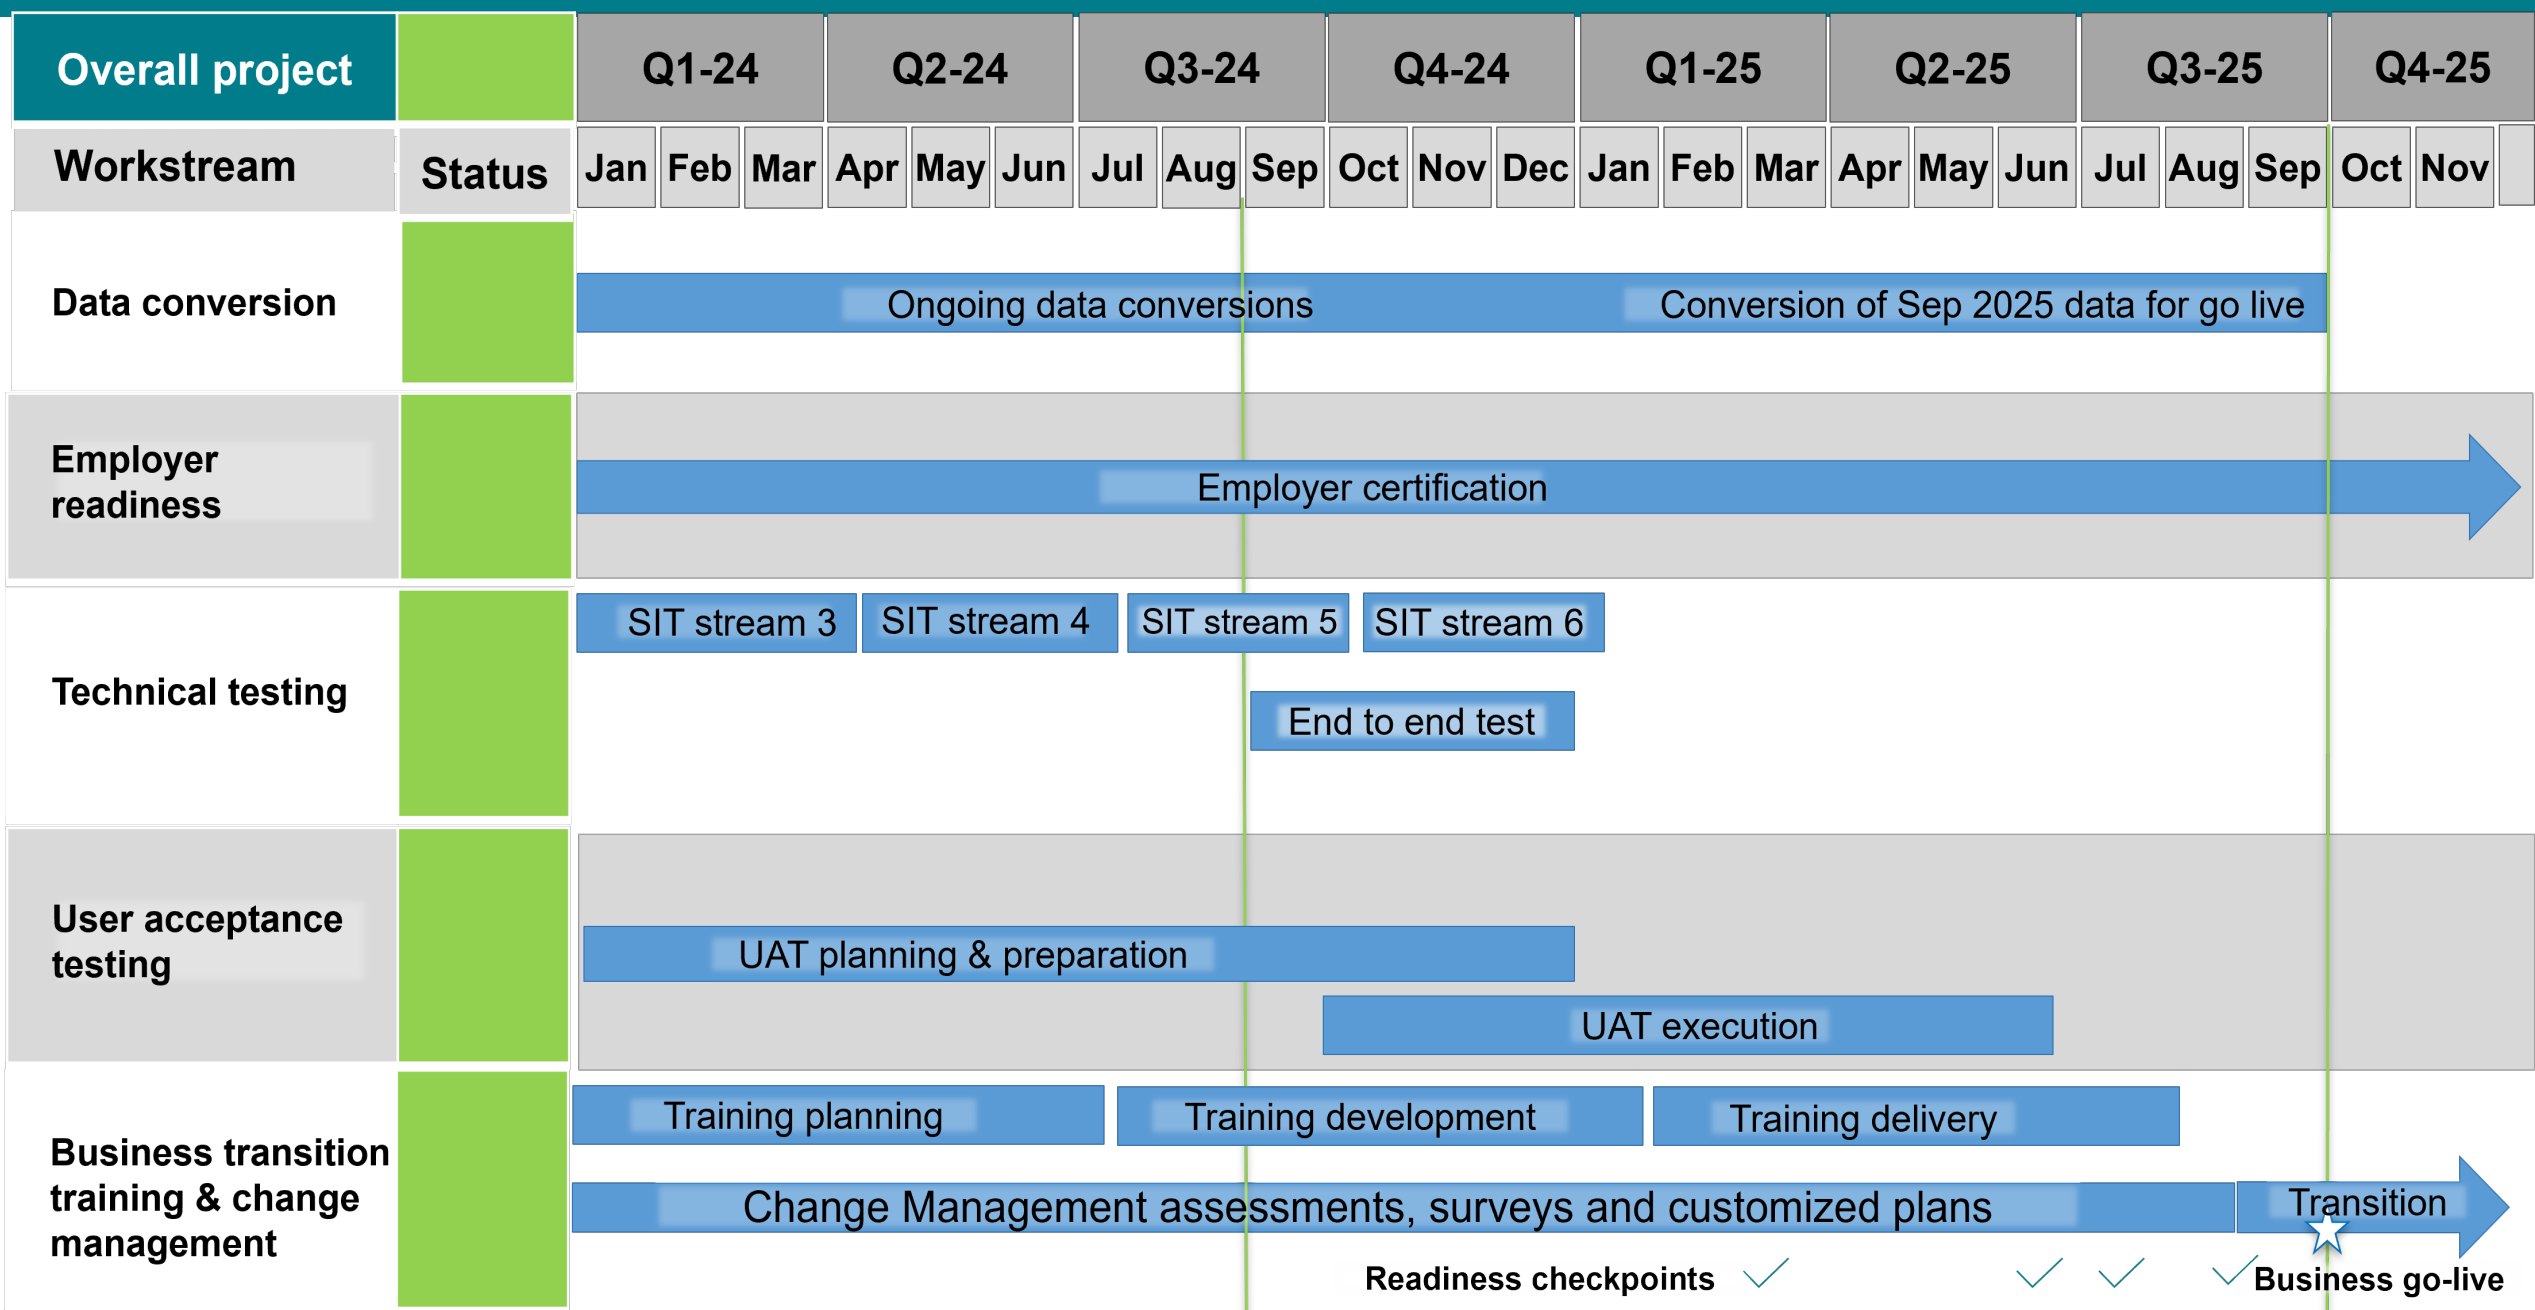 Overall project
Q1-24 Q2-24 Q3-24 Q4-24 Q1-25 Q2-25 Q3-25 Q4-25
Workstream Status Jan Feb Mar Apr May Jun Jul Aug Sep Oct Nov Dec Jan Feb Mar Apr May Jun Jul Aug Sep Oct Nov
Data conversion
Ongoing data conversions Conversion of Sep 2025 data for go live
Employer
readiness
Employer certification
Technical testing
SIT stream 3 SIT stream 4 SIT stream 5 SIT stream 6
End to end test
User acceptance
testing
UAT planning & preparation
UAT execution
Business transition
training & change
management
Training planning Training development Training delivery
Change Management assessments, surveys and customized plans Transition
Readiness checkpoints Business go-live